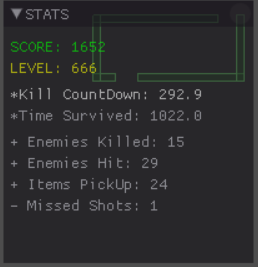 ▼STATS
SCORE: 1652
LEVEL: 666
*Kill CountDown: 292.9
*Time Survived: 1022.0
+ Enemies Killed: 15
+ Enemies Hit: 29
+ Items PickUp: 24
- Missed Shots: 1